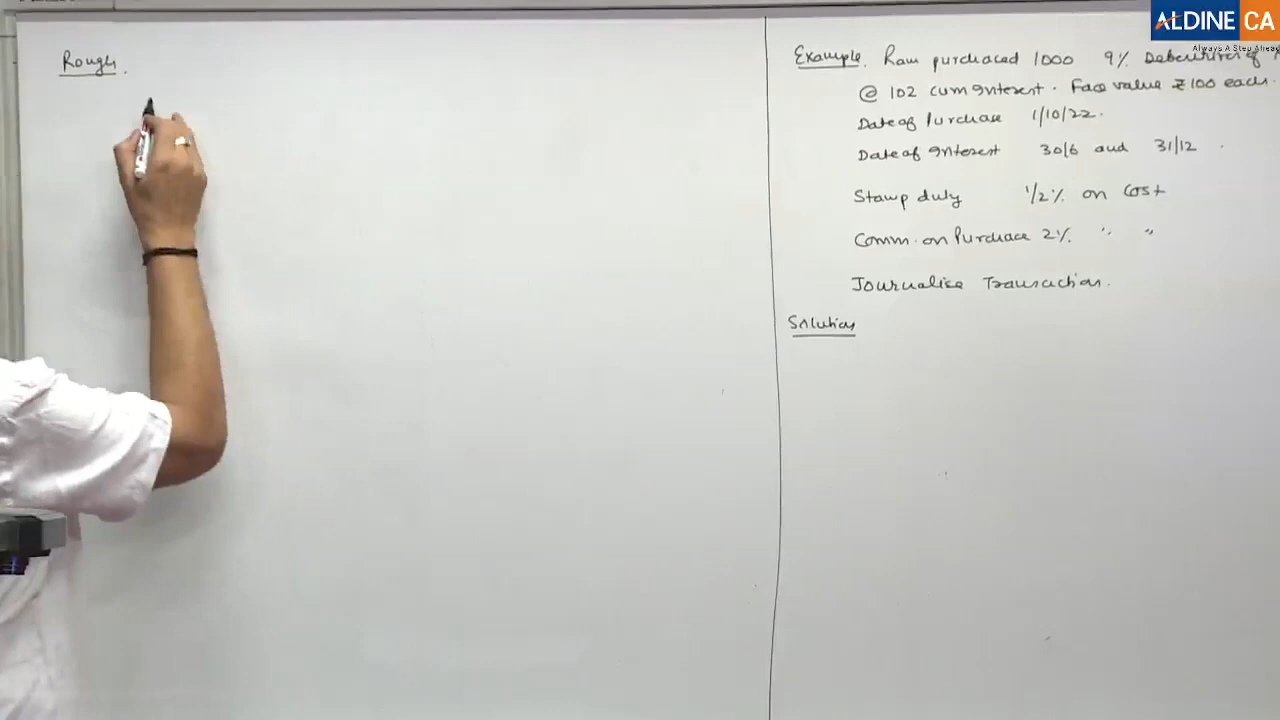 ALDINE CA
Always A Step Ahead
Rough.
Example. Ram purchased 1000 9% Debentures of
@ 102 cum Interest. Face value ₹100 each.
Date of Purchase 1/10/22.
Date of Interest 30/6 and 31/12.
Stamp duty 1/2% on Cost
Comm. on Purchase 2% " "
Journalise Transaction.
Solution